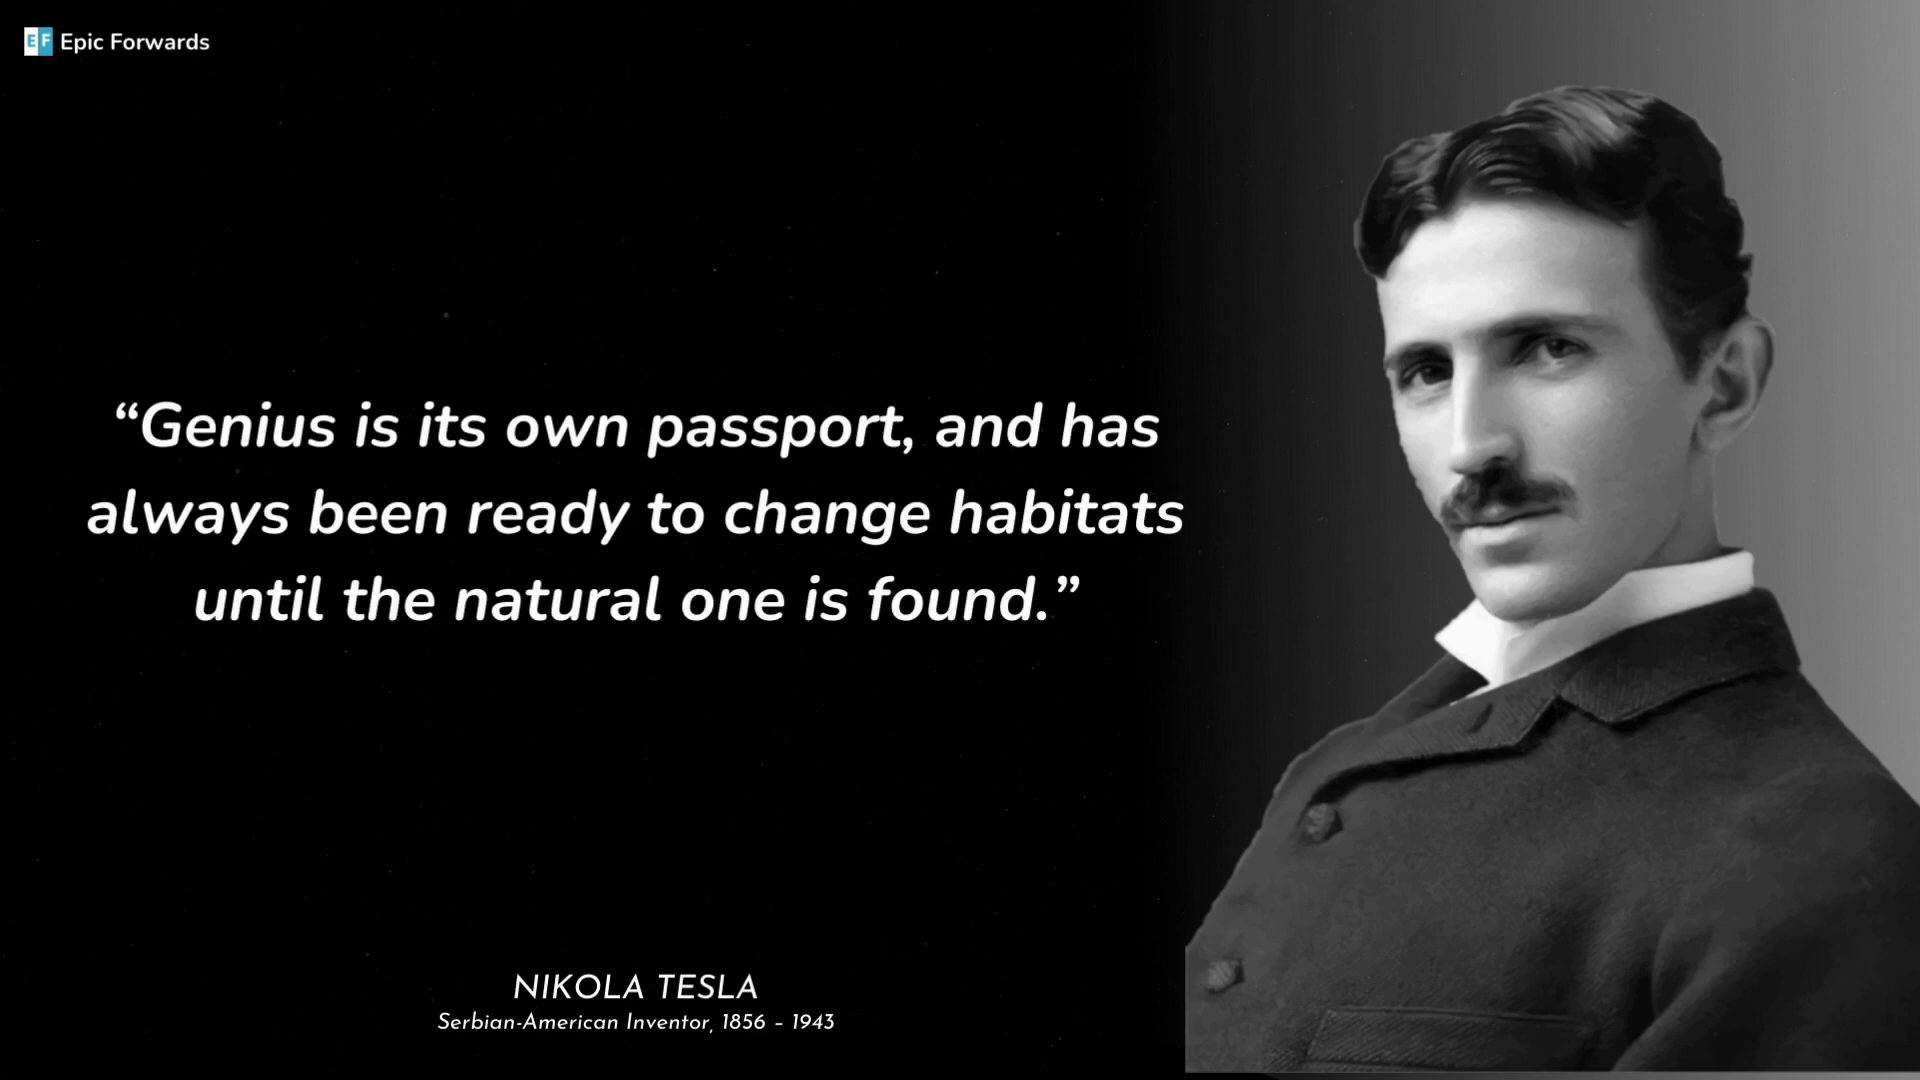 EF Epic Forwards
“Genius is its own passport, and has
always been ready to change habitats
until the natural one is found.”
NIKOLA TESLA
Serbian-American Inventor, 1856 – 1943